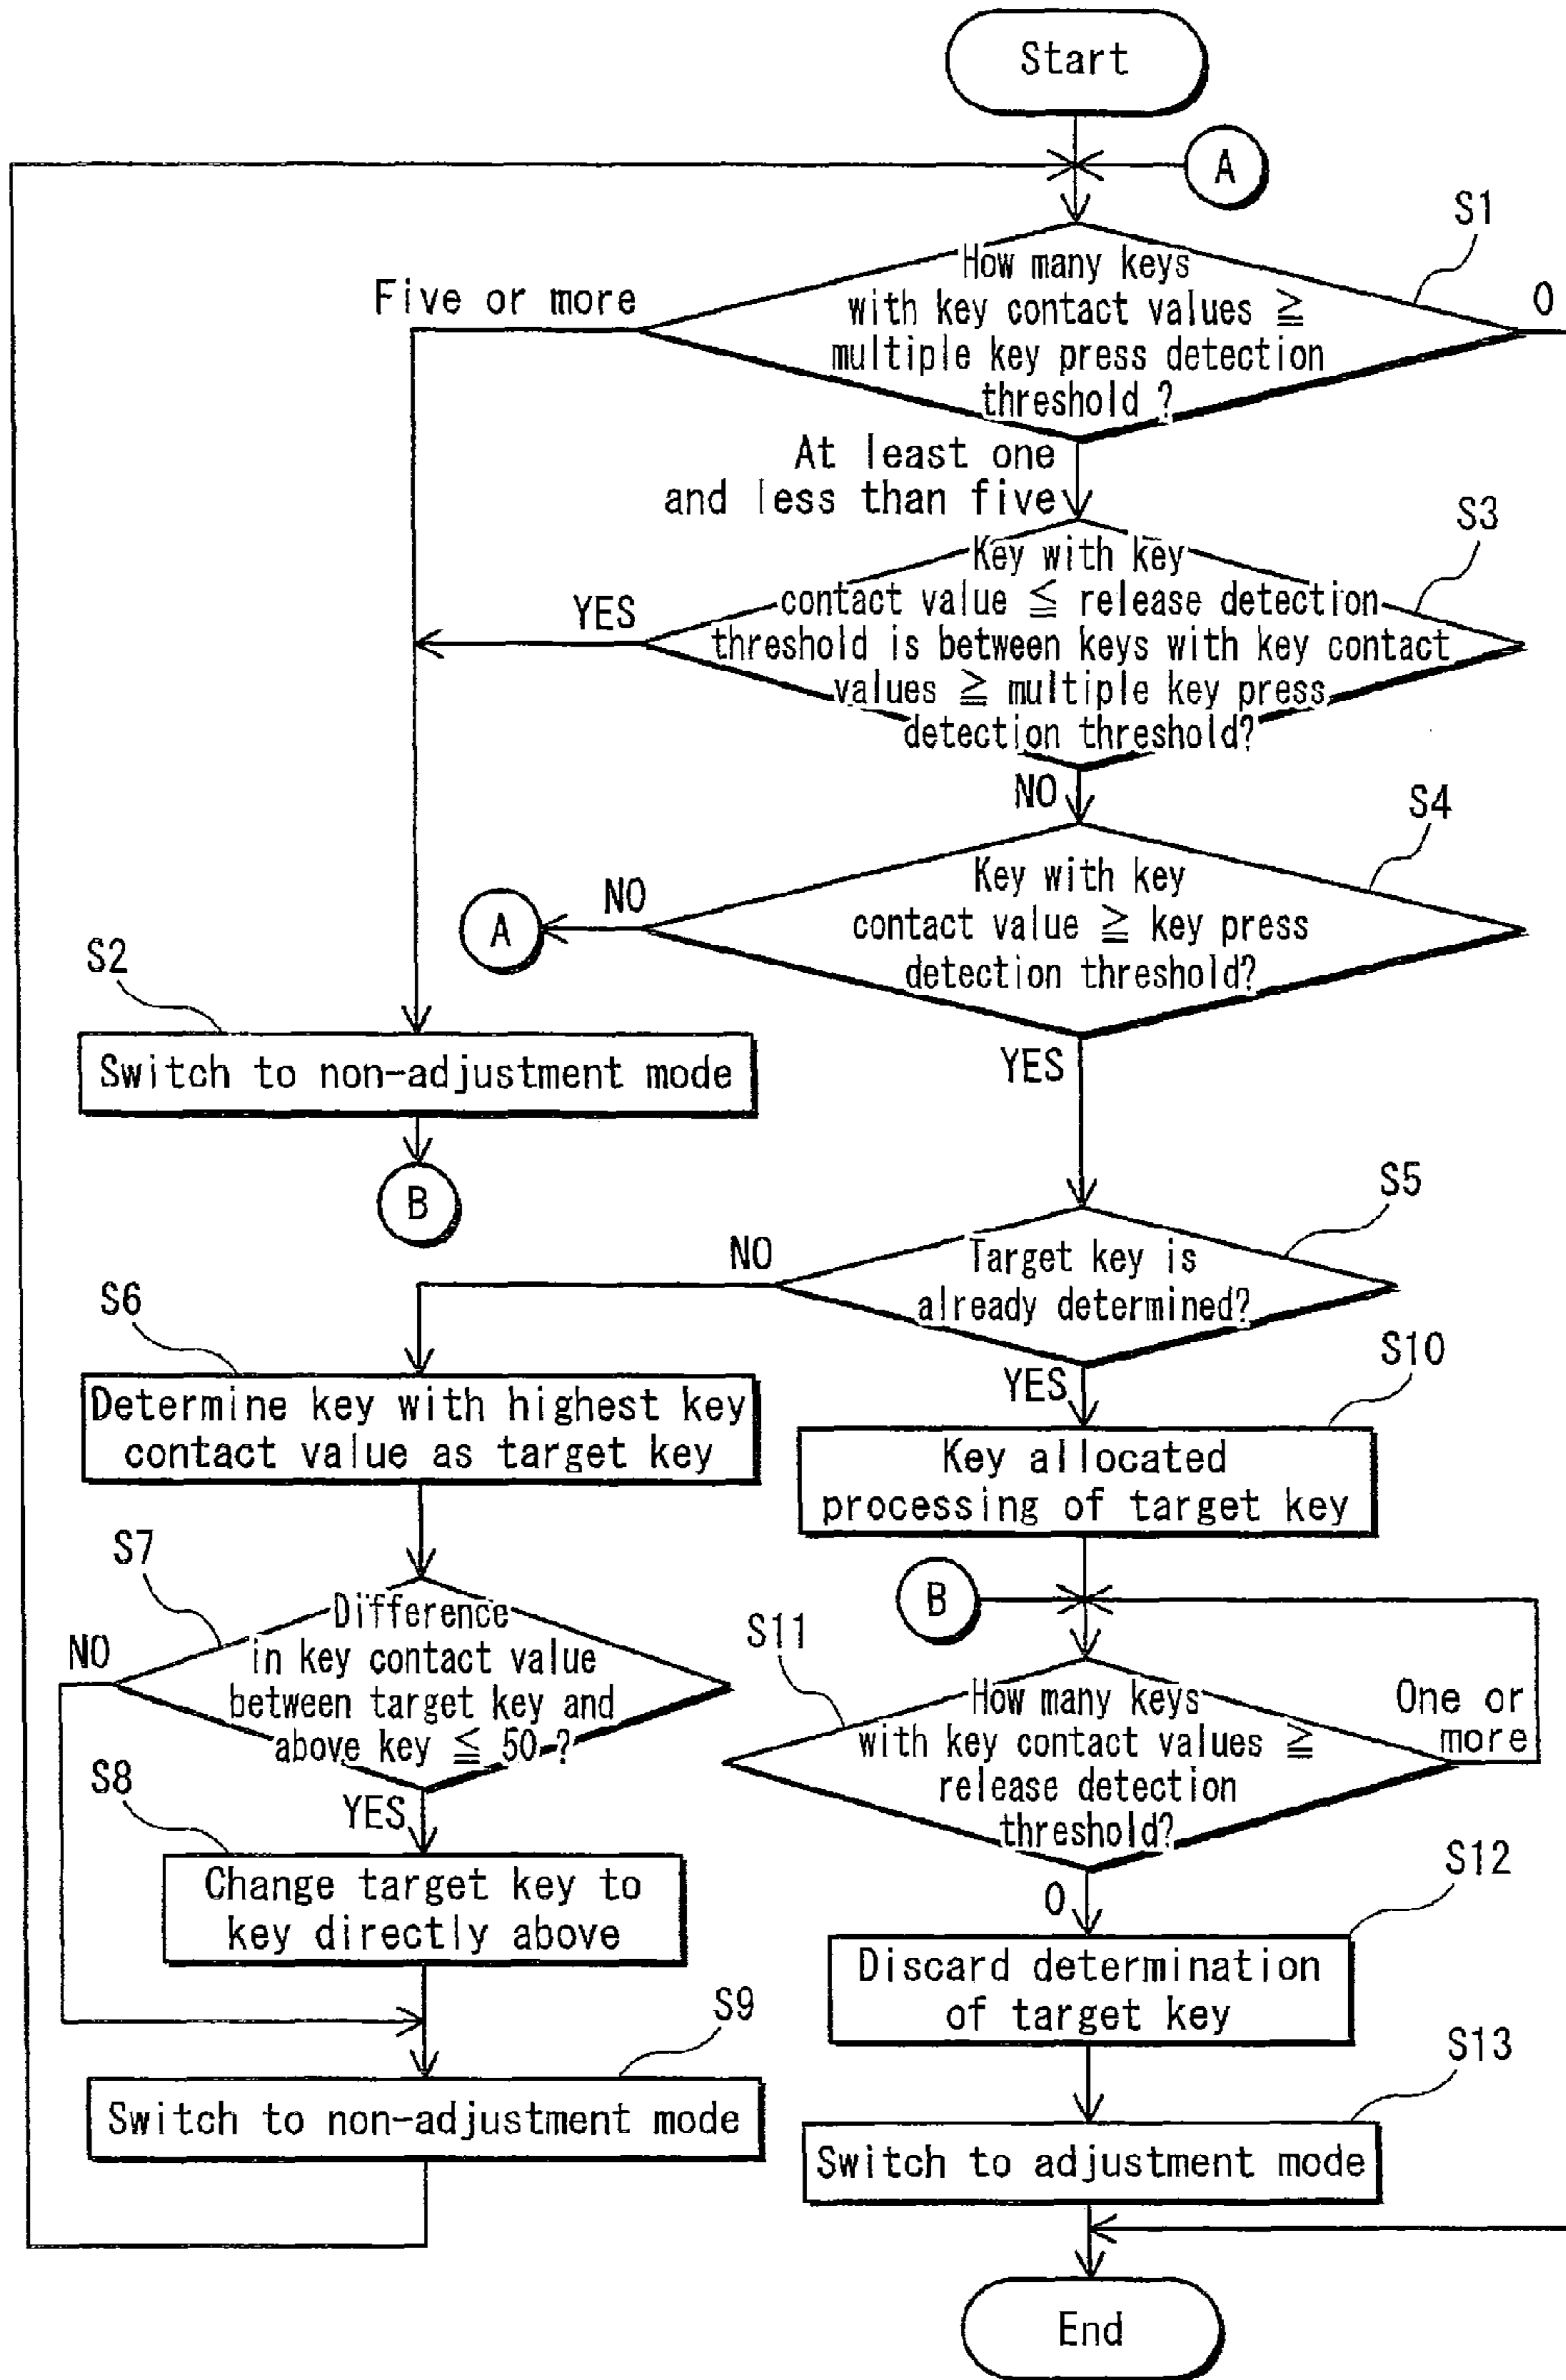 Start
A
S1
How many keys
with key contact values ≧
multiple key press detection
threshold ?
Five or more
0
At least one
and less than five
S3
Key with key
contact value ≦ release detection
threshold is between keys with key contact
values ≧ multiple key press
detection threshold?
YES
NO
S4
Key with key
contact value ≧ key press
detection threshold?
NO
A
YES
S2
Switch to non-adjustment mode
B
S5
Target key is
already determined?
NO
YES
S6
Determine key with highest key
contact value as target key
S10
Key allocated
processing of target key
S7
Difference
in key contact value
between target key and
above key ≦ 50 ?
NO
YES
B
S11
How many keys
with key contact values ≧
release detection
threshold?
One or
more
0
S8
Change target key to
key directly above
S12
Discard determination
of target key
S9
Switch to non-adjustment mode
S13
Switch to adjustment mode
End